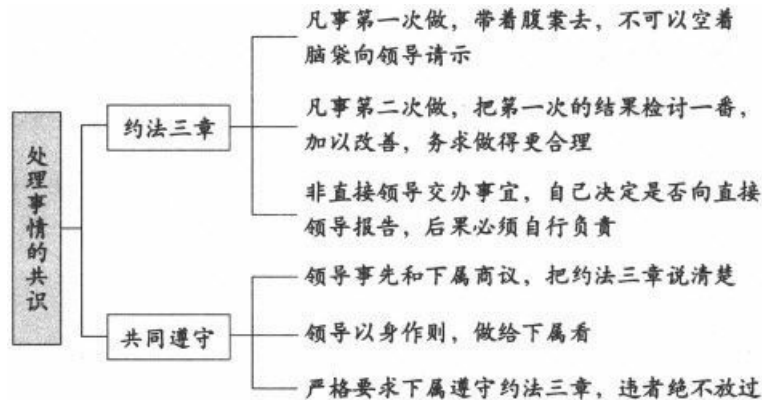 处理事情的共识
约法三章
凡事第一次做，带着腹案去，不可以空着
脑袋向领导请示
凡事第二次做，把第一次的结果检讨一番，
加以改善，务求做得更合理
非直接领导交办事宜，自己决定是否向直接
领导报告，后果必须自行负责
共同遵守
领导事先和下属商议，把约法三章说清楚
领导以身作则，做给下属看
严格要求下属遵守约法三章，违者绝不放过